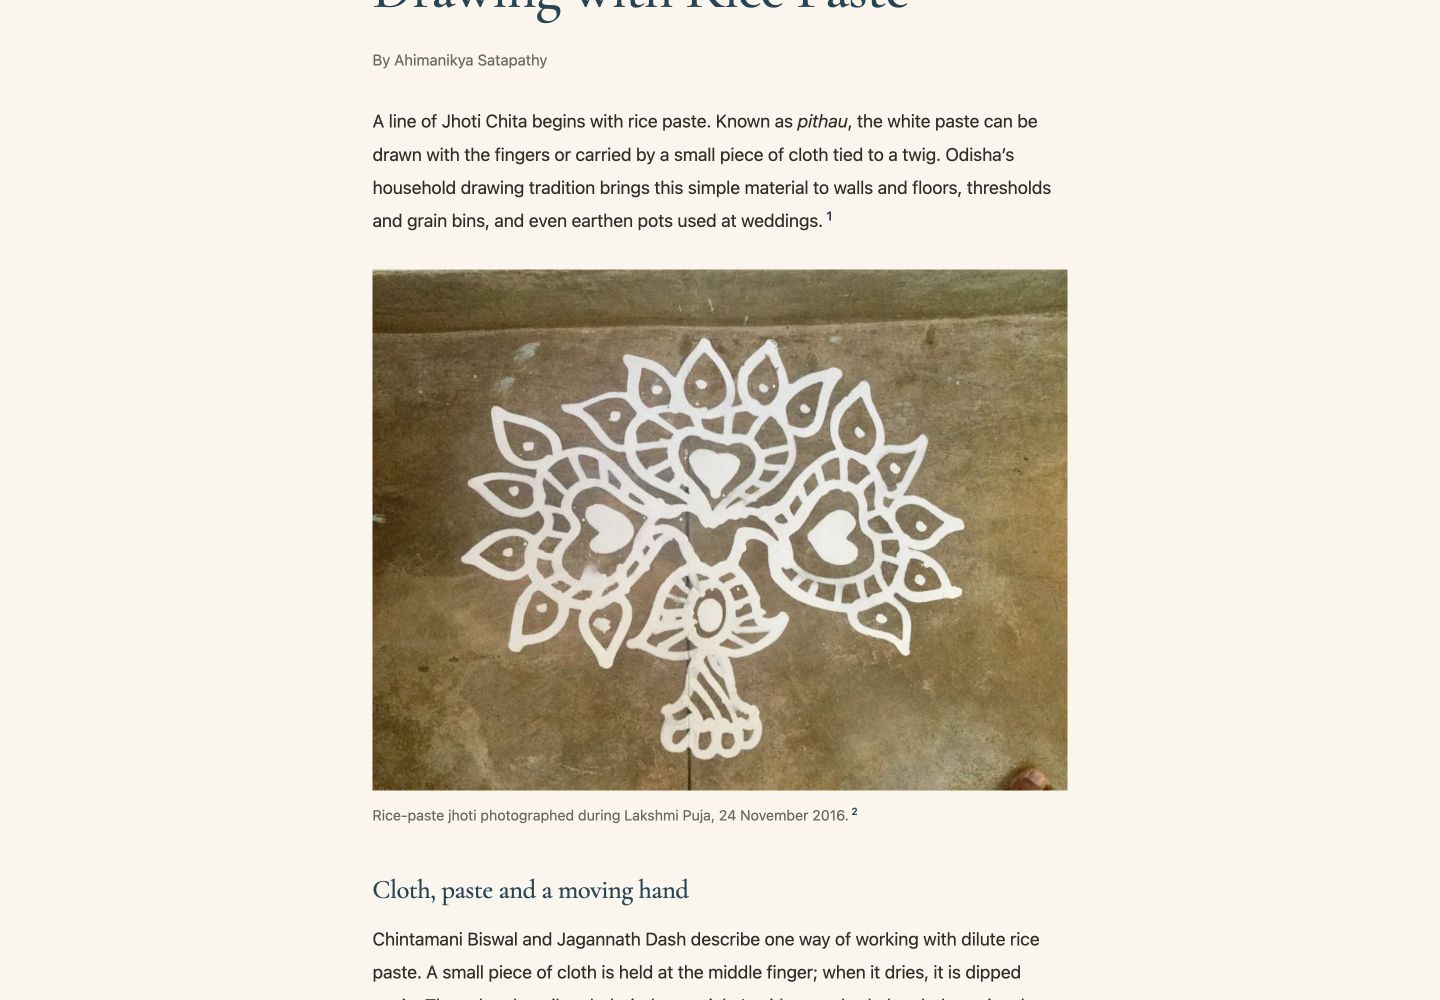 Drawing with Rice Paste
By Ahimanikya Satapathy
A line of Jhoti Chita begins with rice paste. Known as pithau, the white paste can be
drawn with the fingers or carried by a small piece of cloth tied to a twig. Odisha’s
household drawing tradition brings this simple material to walls and floors, thresholds
and grain bins, and even earthen pots used at weddings. 1
Rice-paste jhoti photographed during Lakshmi Puja, 24 November 2016. 2
Cloth, paste and a moving hand
Chintamani Biswal and Jagannath Dash describe one way of working with dilute rice
paste. A small piece of cloth is held at the middle finger; when it dries, it is dipped